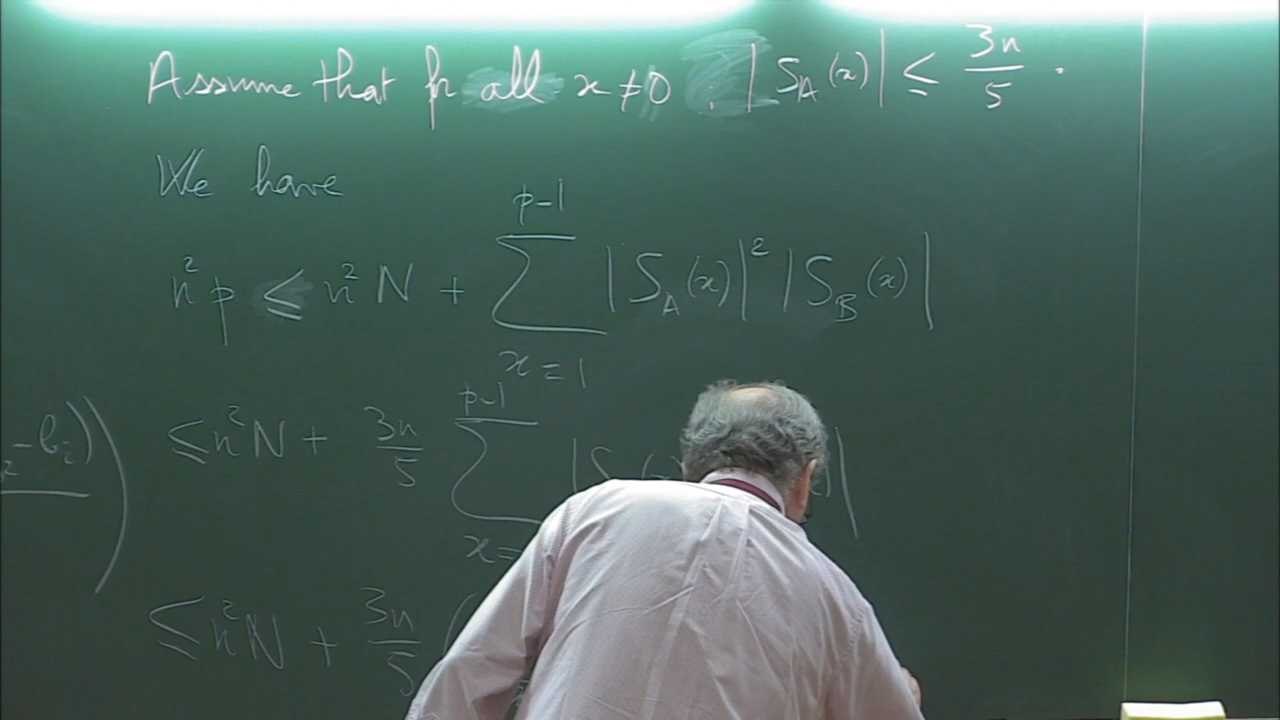 Assume that for all x ≠ 0, |S_A(x)| ≤ 3n/5.
We have
n²p ≤ n²N + ∑_{x=1}^{p-1} |S_A(x)|² |S_B(x)|
≤ n²N + 3n/5 ∑_{x=}^{p-1} |S
≤ n²N + 3n/5 (